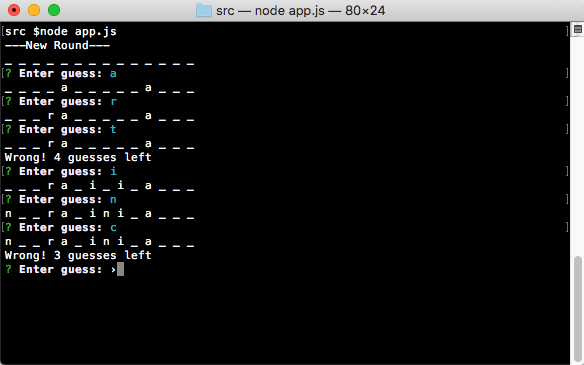 src — node app.js — 80×24
[src $node app.js ]
———New Round———
_ _ _ _ _ _ _ _ _ _ _ _ _ _
[? Enter guess: a ]
_ _ _ _ a _ _ _ _ _ a _ _ _
[? Enter guess: r ]
_ _ _ r a _ _ _ _ _ a _ _ _
[? Enter guess: t ]
_ _ _ r a _ _ _ _ _ a _ _ _
Wrong! 4 guesses left
[? Enter guess: i ]
_ _ _ r a _ i _ i _ a _ _ _
[? Enter guess: n ]
n _ _ r a _ i n i _ a _ _ _
[? Enter guess: c ]
n _ _ r a _ i n i _ a _ _ _
Wrong! 3 guesses left
? Enter guess: ›